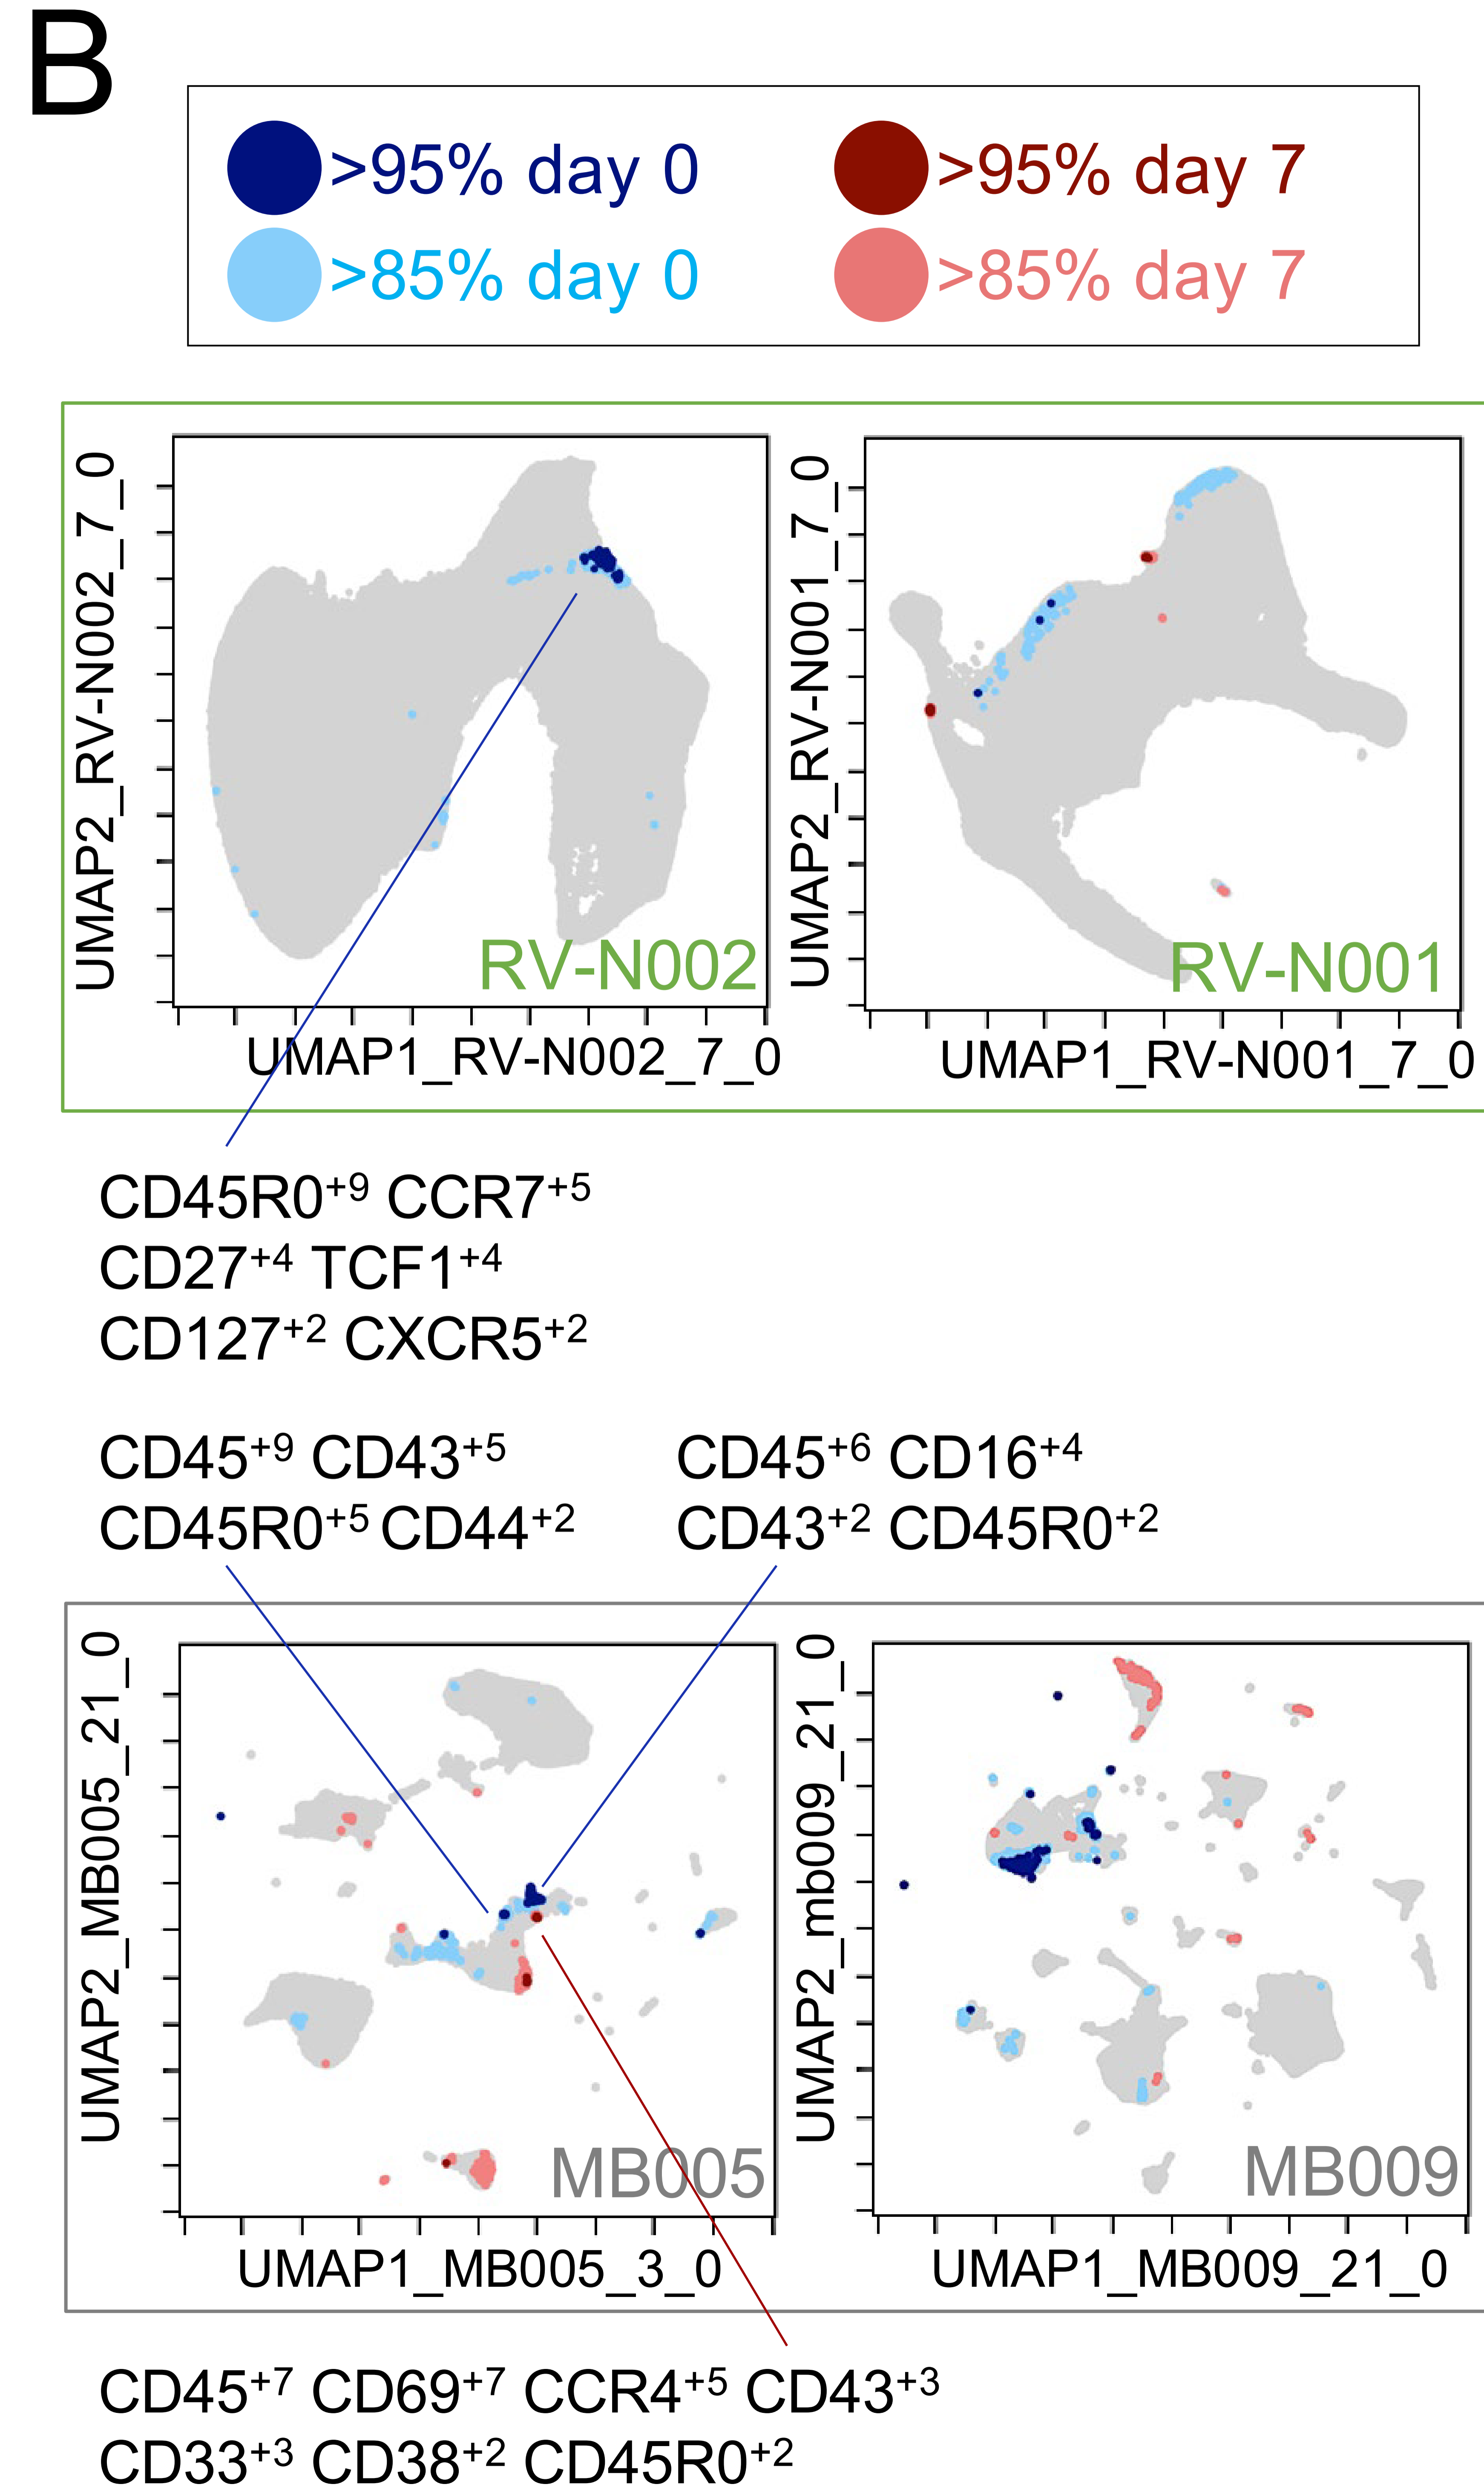 B
>95% day 0 >95% day 7
>85% day 0 >85% day 7
UMAP2_RV-N002_7_0
RV-N002
UMAP1_RV-N002_7_0
UMAP2_RV-N001_7_0
RV-N001
UMAP1_RV-N001_7_0
CD45R0+9 CCR7+5
CD27+4 TCF1+4
CD127+2 CXCR5+2
CD45+9 CD43+5
CD45R0+5 CD44+2
CD45+6 CD16+4
CD43+2 CD45R0+2
UMAP2_MB005_21_0
MB005
UMAP1_MB005_3_0
UMAP2_mb009_21_0
MB009
UMAP1_MB009_21_0
CD45+7 CD69+7 CCR4+5 CD43+3
CD33+3 CD38+2 CD45R0+2